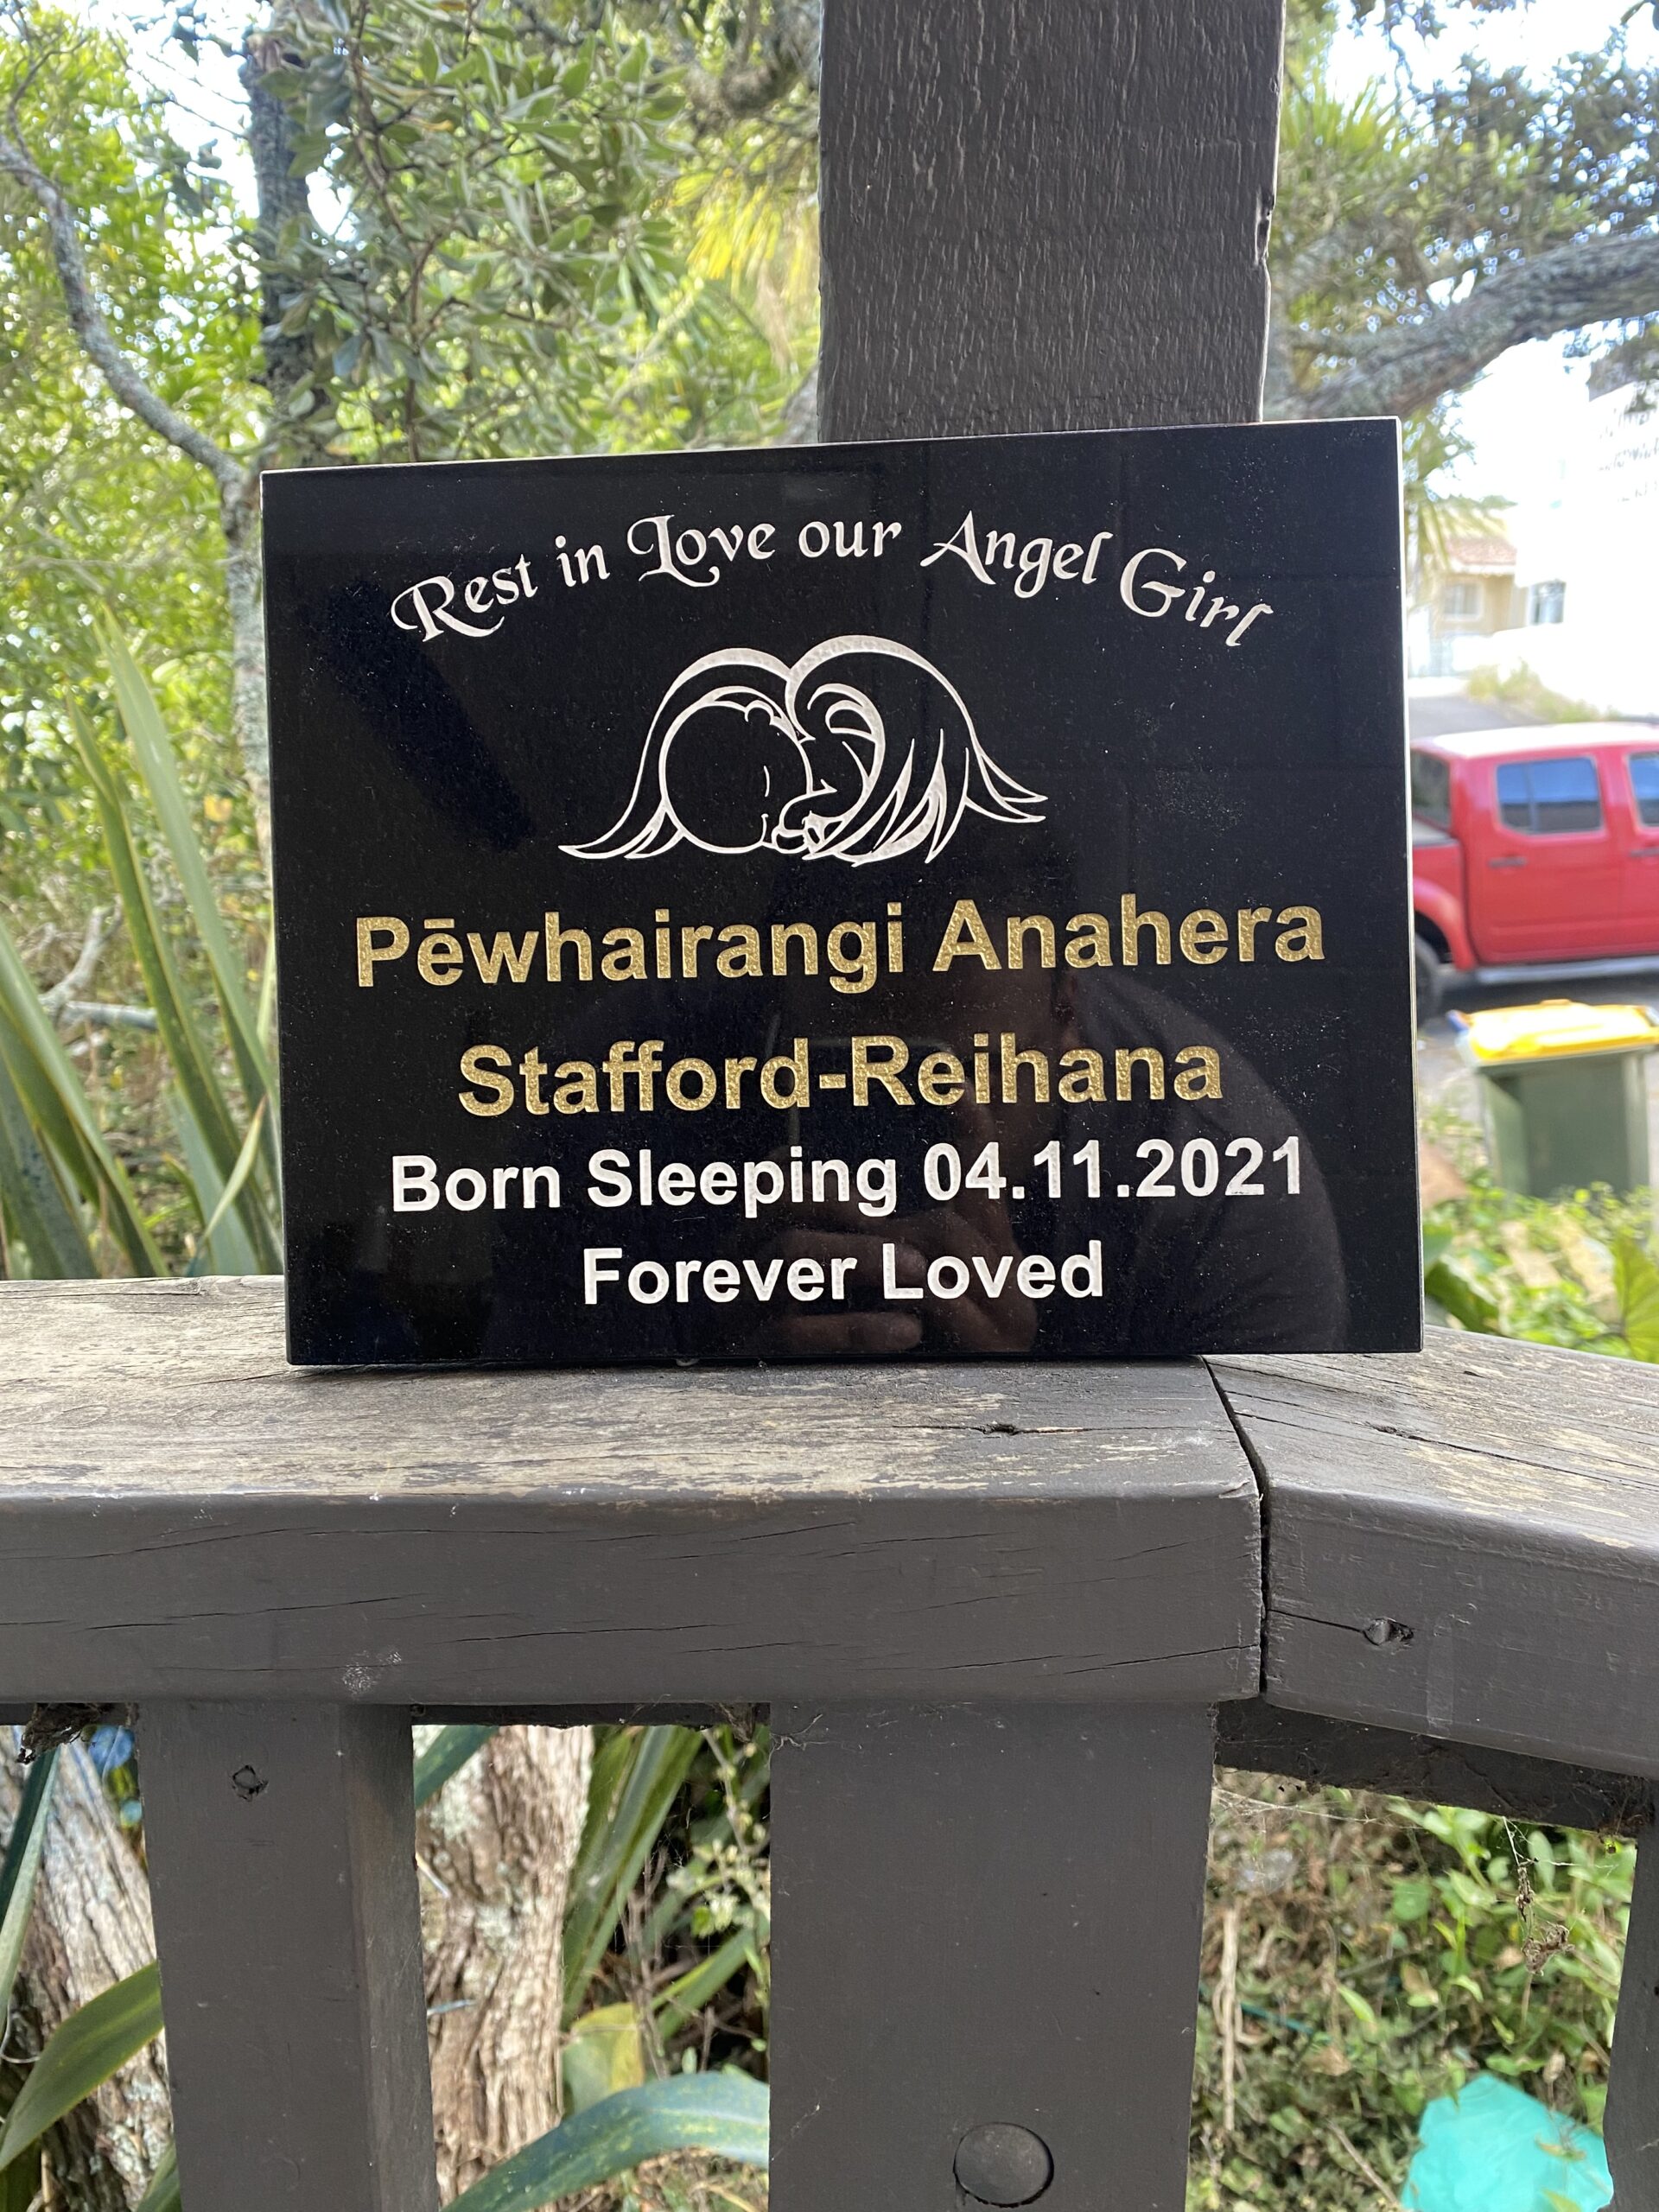 Rest in Love our Angel Girl
Pēwhairangi Anahera
Stafford-Reihana
Born Sleeping 04.11.2021
Forever Loved